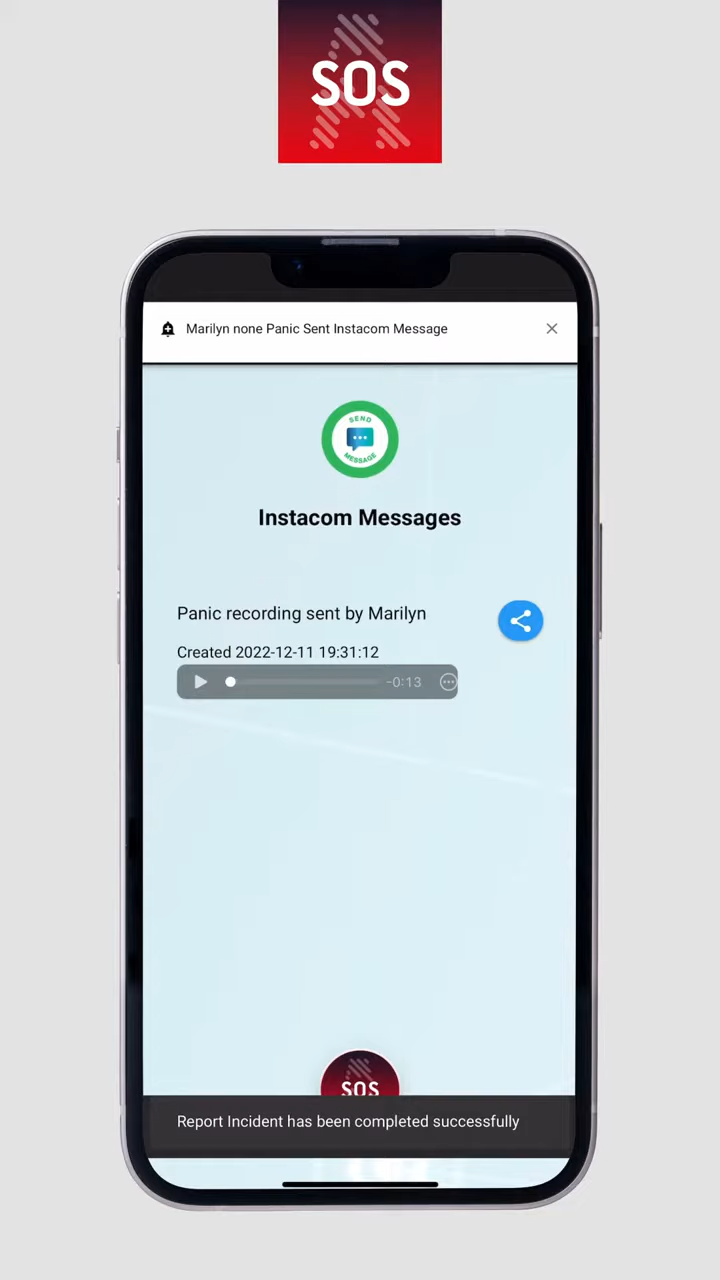 SOS
Marilyn none Panic Sent Instacom Message
SEND
MESSAGE
Instacom Messages
Panic recording sent by Marilyn
Created 2022-12-11 19:31:12
-0:13
SOS
Report Incident has been completed successfully